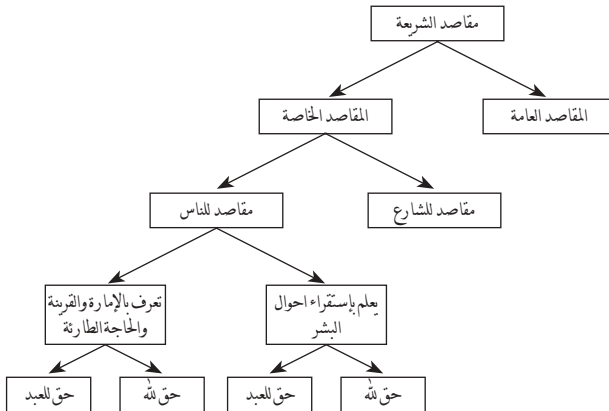 مقاصد الشريعة
المقاصد العامة
المقاصد الخاصة
مقاصد للشارع
مقاصد للناس
يعلم بإستقراء احوال
البشر
تعرف بالإمارة والقرينة
والحاجة الطارئة
حق لله
حق للعبد
حق لله
حق للعبد